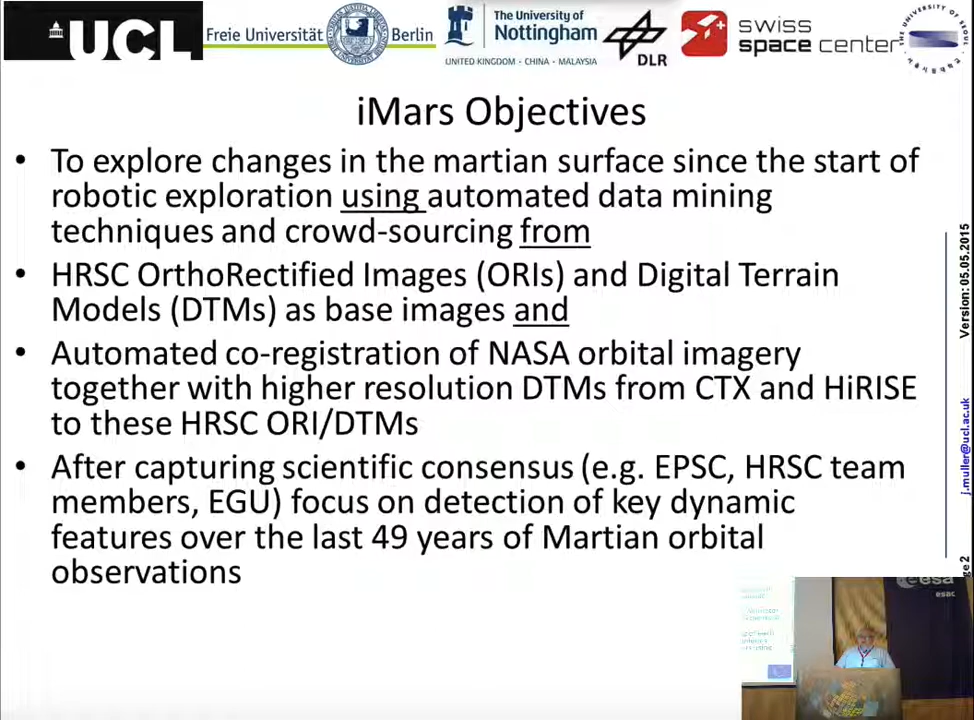 UCL
Freie Universität Berlin
The University of
Nottingham
UNITED KINGDOM · CHINA · MALAYSIA
DLR
swiss
space center
iMars Objectives
• To explore changes in the martian surface since the start of
robotic exploration using automated data mining
techniques and crowd-sourcing from
• HRSC OrthoRectified Images (ORIs) and Digital Terrain
Models (DTMs) as base images and
• Automated co-registration of NASA orbital imagery
together with higher resolution DTMs from CTX and HiRISE
to these HRSC ORI/DTMs
• After capturing scientific consensus (e.g. EPSC, HRSC team
members, EGU) focus on detection of key dynamic
features over the last 49 years of Martian orbital
observations
Version: 05.05.2015
j.muller@ucl.ac.uk
ge 2
esa
esac